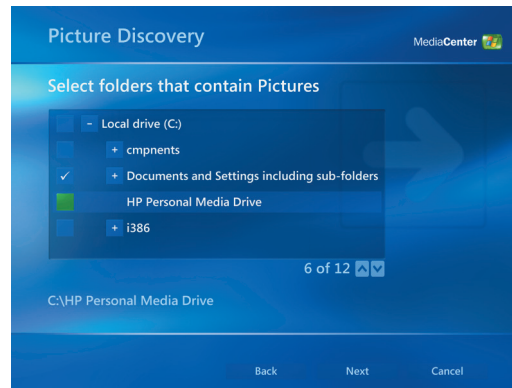 Picture Discovery
MediaCenter
Select folders that contain Pictures
- Local drive (C:)
+ cmpnents
✓ + Documents and Settings including sub-folders
HP Personal Media Drive
+ i386
6 of 12
C:\HP Personal Media Drive
Back Next Cancel